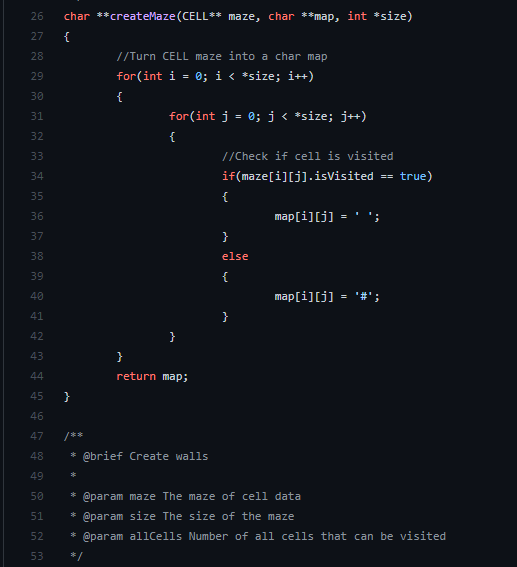 26 char **createMaze(CELL** maze, char **map, int *size)
27 {
28         //Turn CELL maze into a char map
29         for(int i = 0; i < *size; i++)
30         {
31                 for(int j = 0; j < *size; j++)
32                 {
33                         //Check if cell is visited
34                         if(maze[i][j].isVisited == true)
35                         {
36                                 map[i][j] = ' ';
37                         }
38                         else
39                         {
40                                 map[i][j] = '#';
41                         }
42                 }
43         }
44         return map;
45 }
46
47 /**
48  * @brief Create walls
49  *
50  * @param maze The maze of cell data
51  * @param size The size of the maze
52  * @param allCells Number of all cells that can be visited
53  */